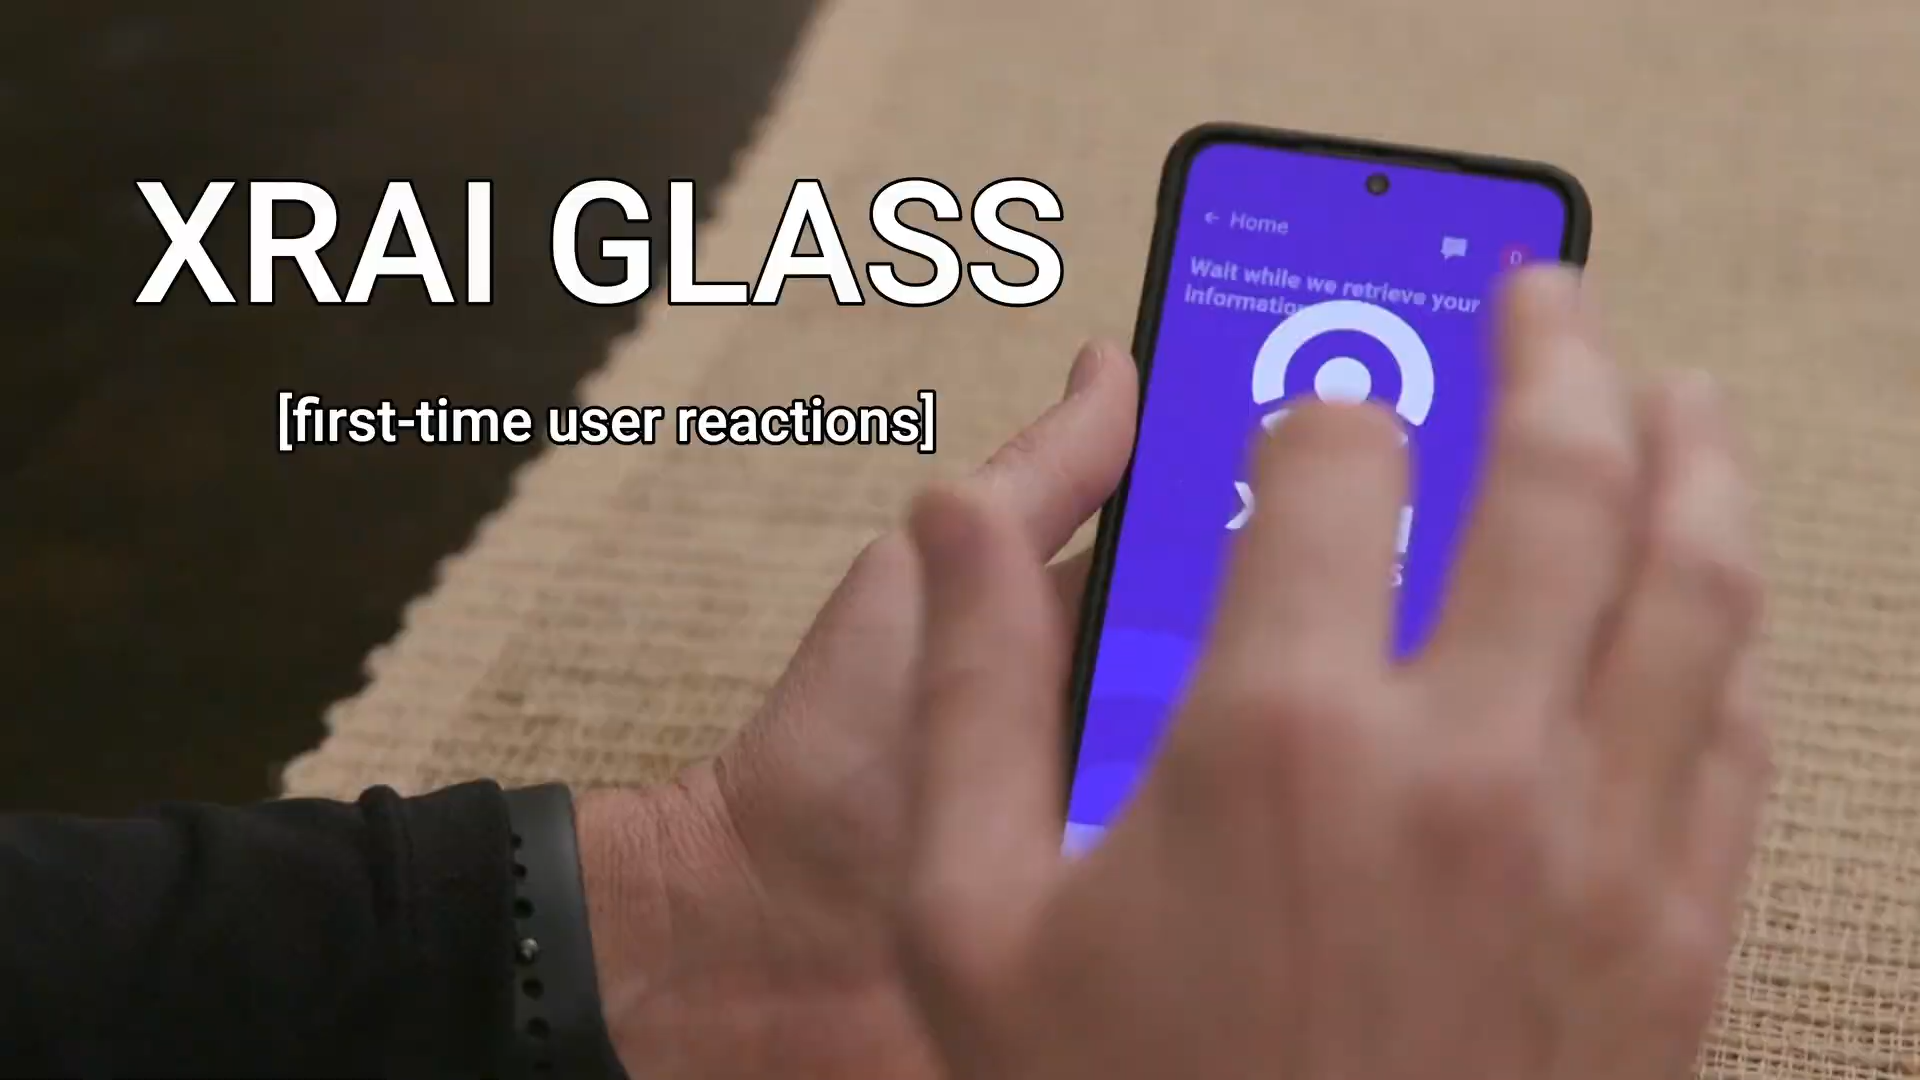 XRAI GLASS
[first-time user reactions]
← Home
D
Wait while we retrieve your
information
X
S